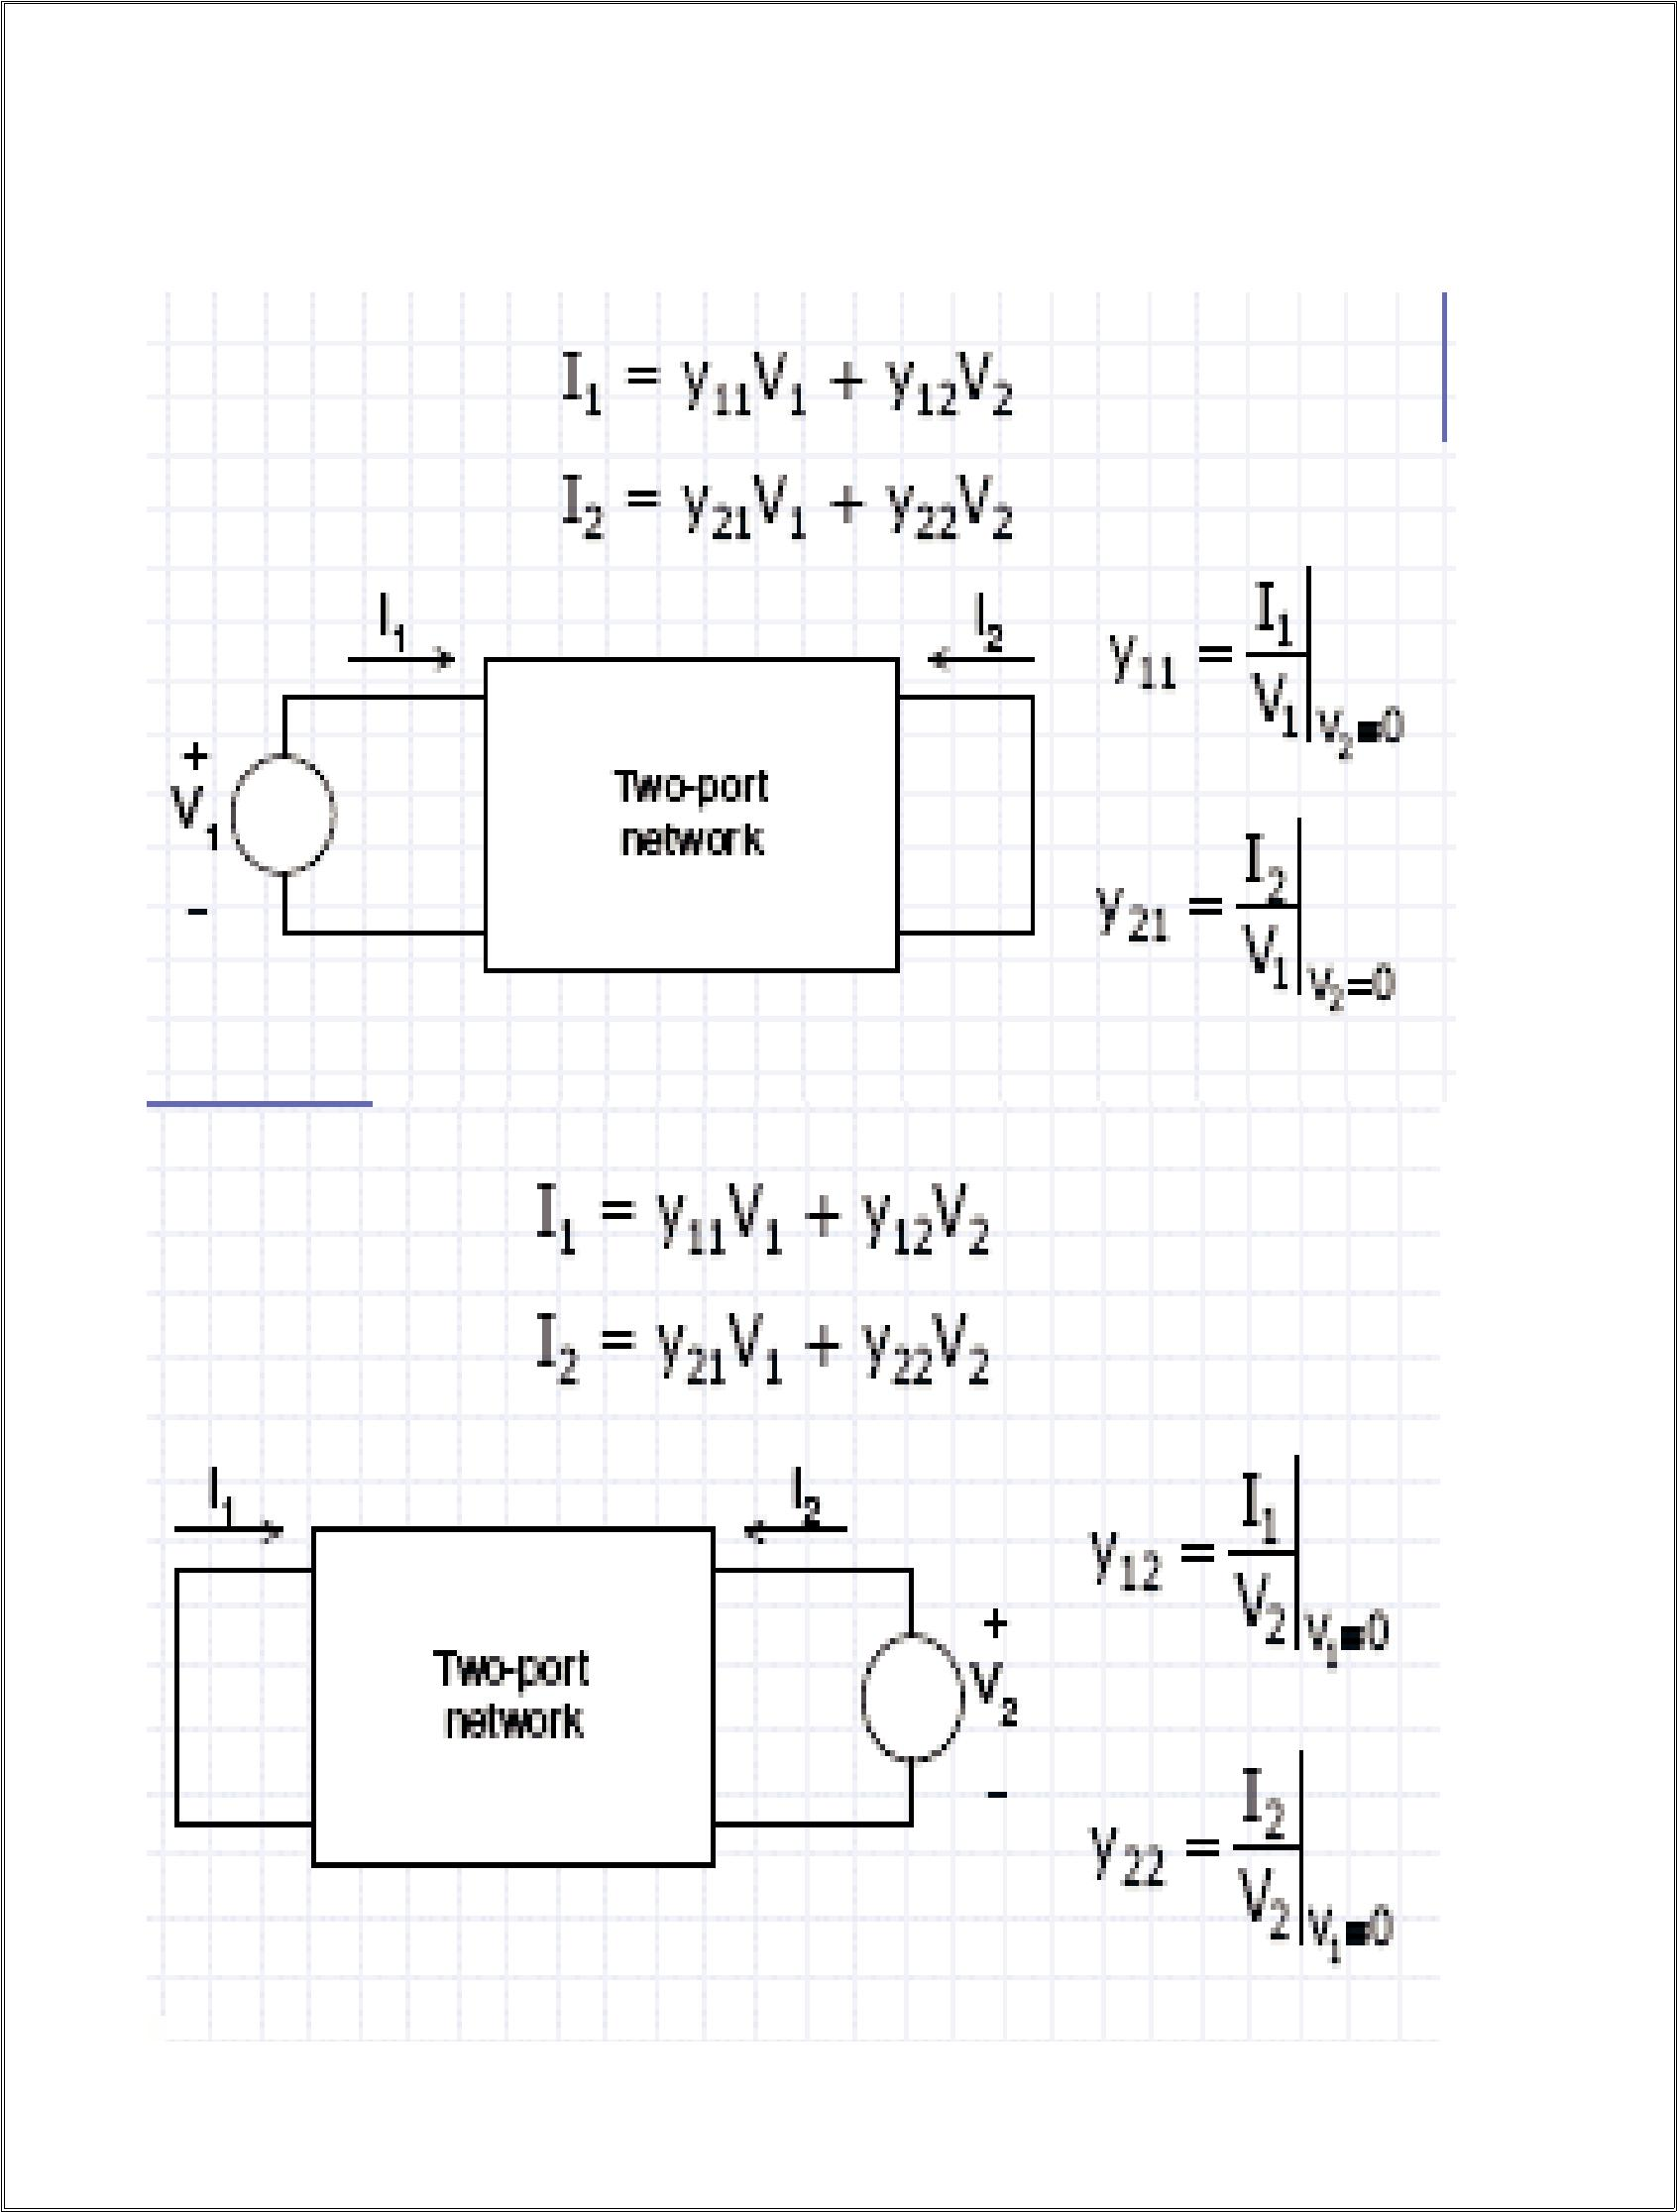 I₁ = y₁₁V₁ + y₁₂V₂
I₂ = y₂₁V₁ + y₂₂V₂
I₁
I₂
+
V₁
-
Two-port
network
y₁₁ = I₁/V₁|V₂=0
y₂₁ = I₂/V₁|V₂=0
I₁ = y₁₁V₁ + y₁₂V₂
I₂ = y₂₁V₁ + y₂₂V₂
I₁
I₂
Two-port
network
+
V₂
-
y₁₂ = I₁/V₂|V₁=0
y₂₂ = I₂/V₂|V₁=0